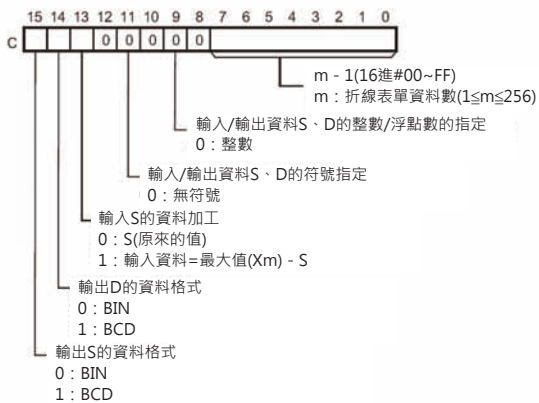 15 14 13 12 11 10 9 8 7 6 5 4 3 2 1 0
C 0 0 0 0 0
m - 1(16進#00~FF)
m：折線表單資料數(1≦m≦256)
輸入/輸出資料S、D的整數/浮點數的指定
0：整數
輸入/輸出資料S、D的符號指定
0：無符號
輸入S的資料加工
0：S(原來的值)
1：輸入資料=最大值(Xm) - S
輸出D的資料格式
0：BIN
1：BCD
輸出S的資料格式
0：BIN
1：BCD